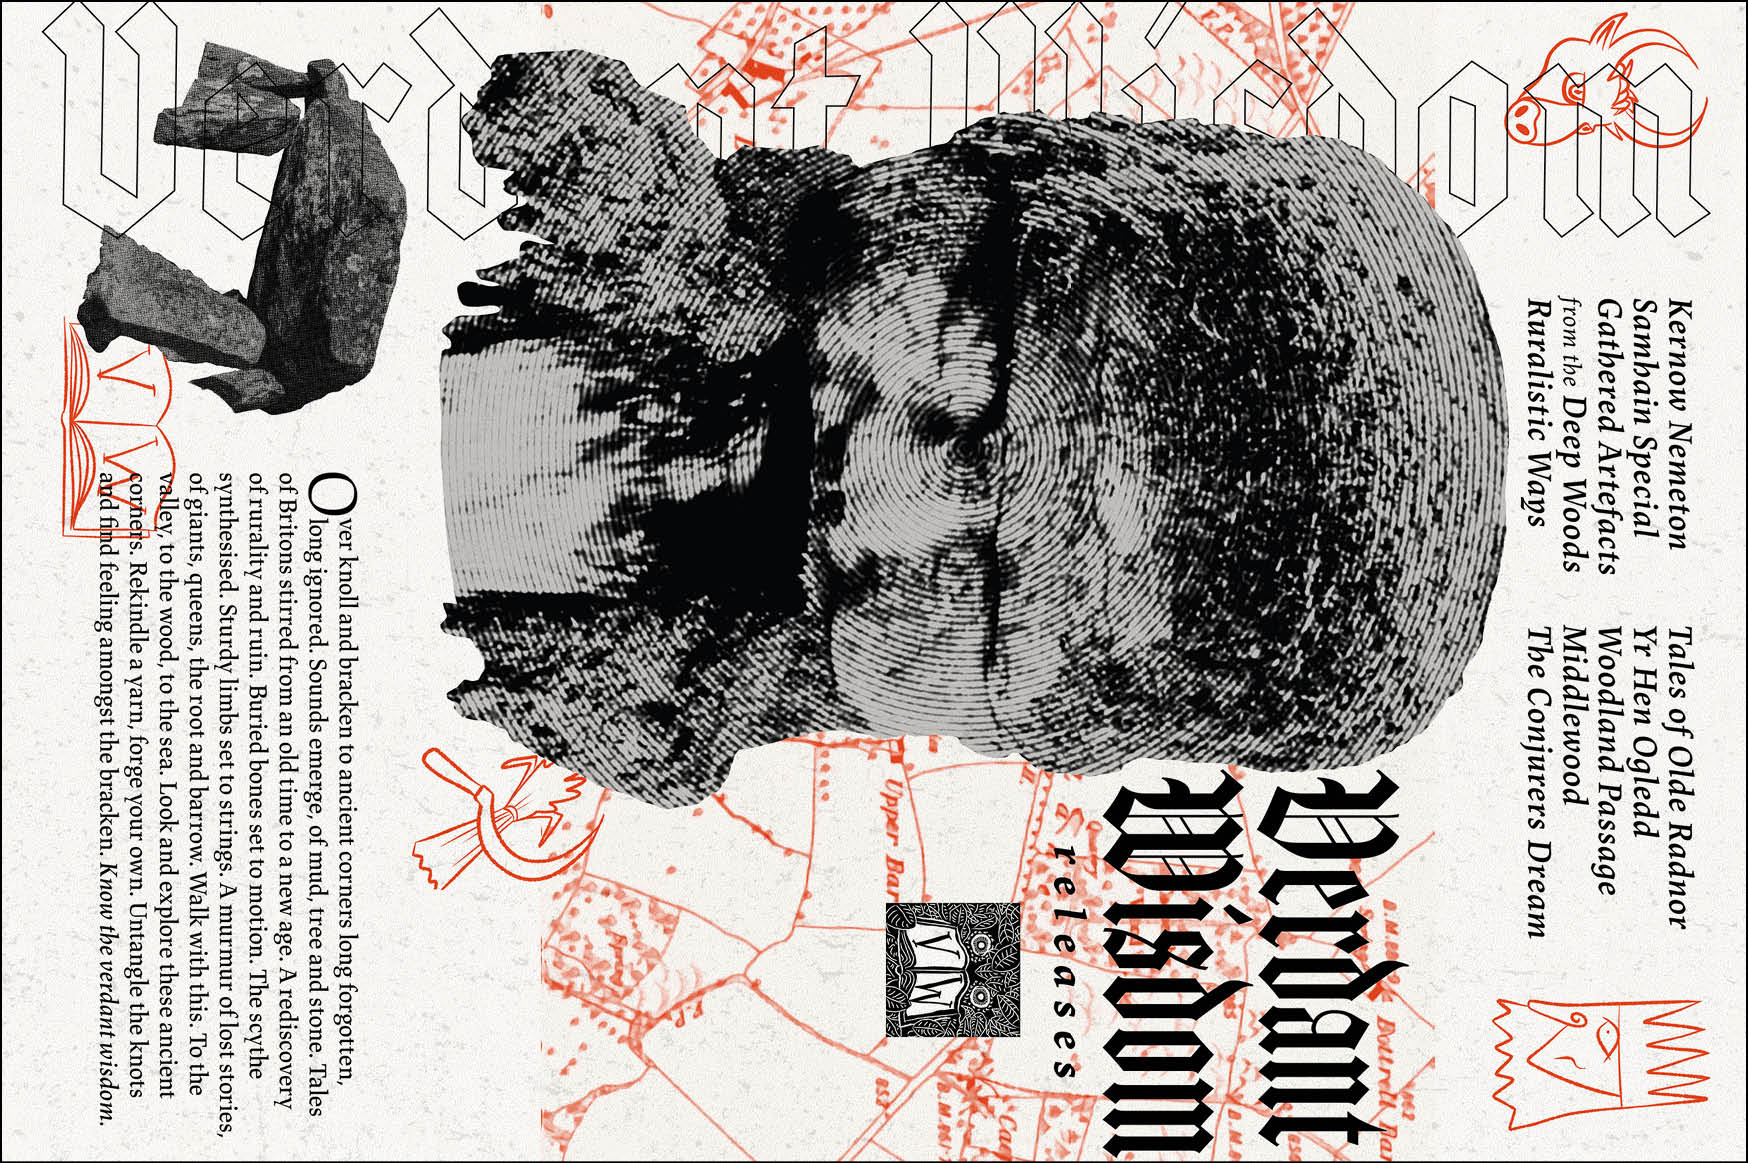 Verdant Wisdom
Kernow Nemeton
Samhain Special
Gathered Artefacts
from the Deep Woods
Ruralistic Ways
Tales of Olde Radnor
Yr Hen Ogledd
Woodland Passage
Middlewood
The Conjurers Dream
Verdant
Wisdom
releases
V W
Upper Bar
Botrell
Over knoll and bracken to ancient corners long forgotten,
long ignored. Sounds emerge, of mud, tree and stone. Tales
of Britons stirred from an old time to a new age. A rediscovery
of rurality and ruin. Buried bones set to motion. The scythe
synthesised. Sturdy limbs set to strings. A murmur of lost stories,
of giants, queens, the root and barrow. Walk with this. To the
valley, to the wood, to the sea. Look and explore these ancient
corners. Rekindle a yarn, forge your own. Untangle the knots
and find feeling amongst the bracken. Know the verdant wisdom.
V W